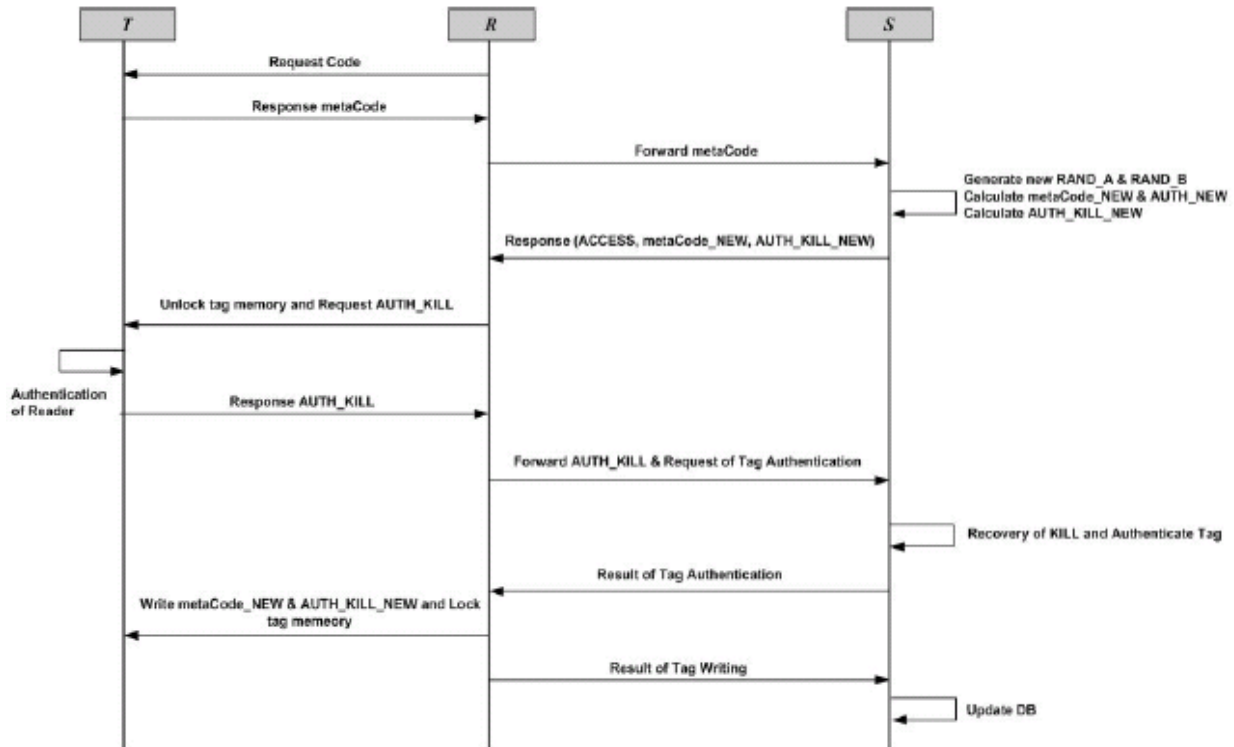 T
R
S
Request Code
Response metaCode
Forward metaCode
Generate new RAND_A & RAND_B
Calculate metaCode_NEW & AUTH_NEW
Calculate AUTH_KILL_NEW
Response (ACCESS, metaCode_NEW, AUTH_KILL_NEW)
Unlock tag memory and Request AUTH_KILL
Authentication
of Reader
Response AUTH_KILL
Forward AUTH_KILL & Request of Tag Authentication
Recovery of KILL and Authenticate Tag
Result of Tag Authentication
Write metaCode_NEW & AUTH_KILL_NEW and Lock
tag memeory
Result of Tag Writing
Update DB